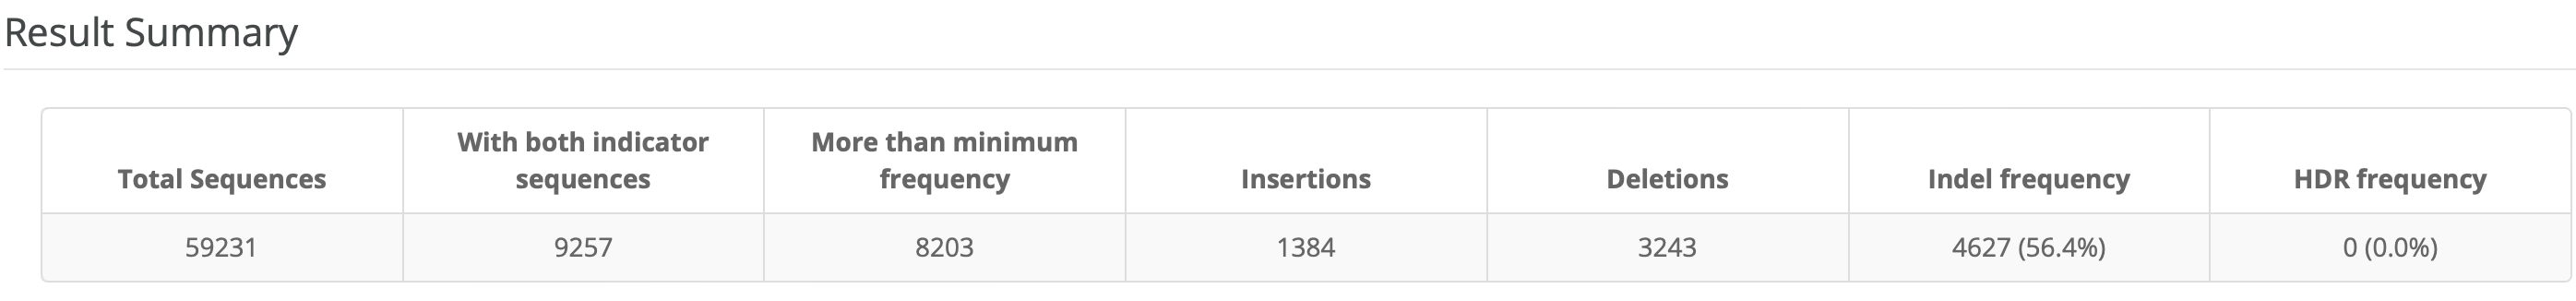 Result Summary
Total Sequences
With both indicator
sequences
More than minimum
frequency
Insertions
Deletions
Indel frequency
HDR frequency
59231
9257
8203
1384
3243
4627 (56.4%)
0 (0.0%)